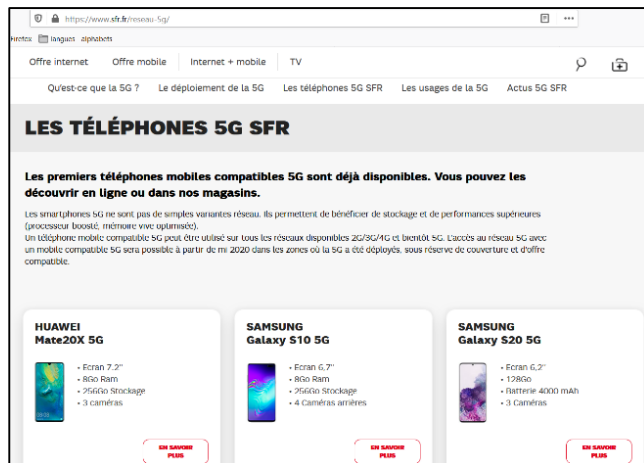 https://www.sfr.fr/reseau-5g/
Firefox langues alphabets
Offre internet Offre mobile Internet + mobile TV
Qu'est-ce que la 5G ? Le déploiement de la 5G Les téléphones 5G SFR Les usages de la 5G Actus 5G SFR
LES TÉLÉPHONES 5G SFR
Les premiers téléphones mobiles compatibles 5G sont déjà disponibles. Vous pouvez les
découvrir en ligne ou dans nos magasins.
Les smartphones 5G ne sont pas de simples variantes réseau. Ils permettent de bénéficier de stockage et de performances supérieures
(processeur boosté, mémoire vive optimisée).
Un téléphone mobile compatible 5G peut être utilisé sur tous les réseaux disponibles 2G/3G/4G et bientôt 5G. L'accès au réseau 5G avec
un mobile compatible 5G sera possible à partir de mi 2020 dans les zones où la 5G a été déployés, sous réserve de couverture et d'offre
compatible.
HUAWEI
Mate20X 5G
• Ecran 7.2"
• 8Go Ram
• 256Go Stockage
• 3 caméras
EN SAVOIR
PLUS
SAMSUNG
Galaxy S10 5G
• Ecran 6,7"
• 8Go Ram
• 256Go Stockage
• 4 Caméras arrières
EN SAVOIR
PLUS
SAMSUNG
Galaxy S20 5G
• Ecran 6,2"
• 128Go
• Batterie 4000 mAh
• 3 Caméras
EN SAVOIR
PLUS